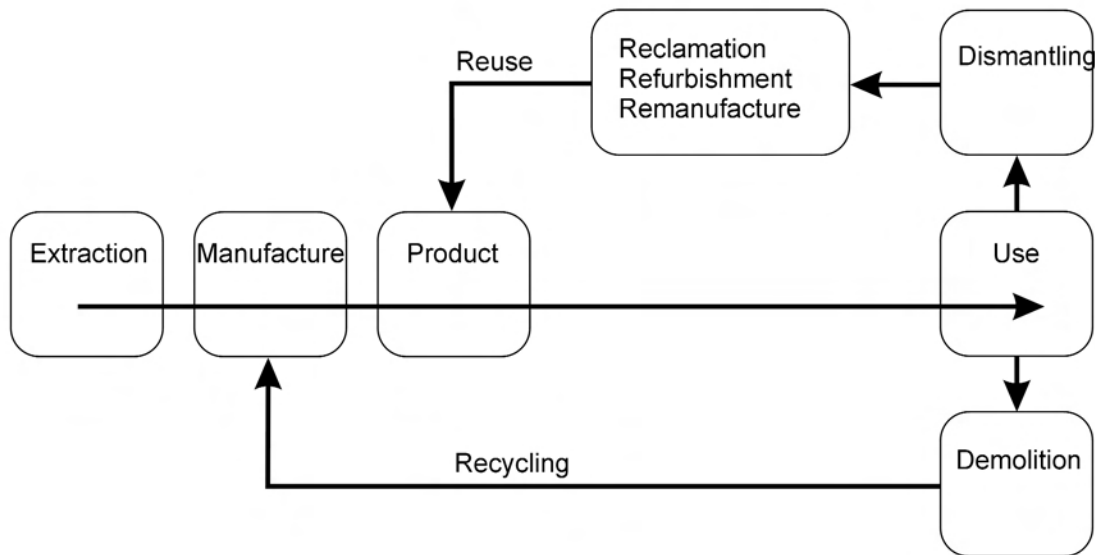 Reclamation
Refurbishment
Remanufacture
Dismantling
Reuse
Extraction
Manufacture
Product
Use
Recycling
Demolition